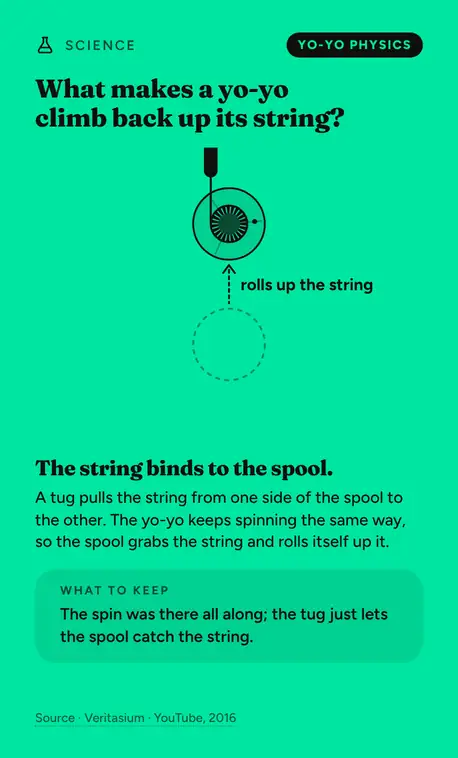 SCIENCE
YO-YO PHYSICS
What makes a yo-yo
climb back up its string?
rolls up the string
The string binds to the spool.
A tug pulls the string from one side of the spool to
the other. The yo-yo keeps spinning the same way,
so the spool grabs the string and rolls itself up it.
WHAT TO KEEP
The spin was there all along; the tug just lets
the spool catch the string.
Source · Veritasium · YouTube, 2016